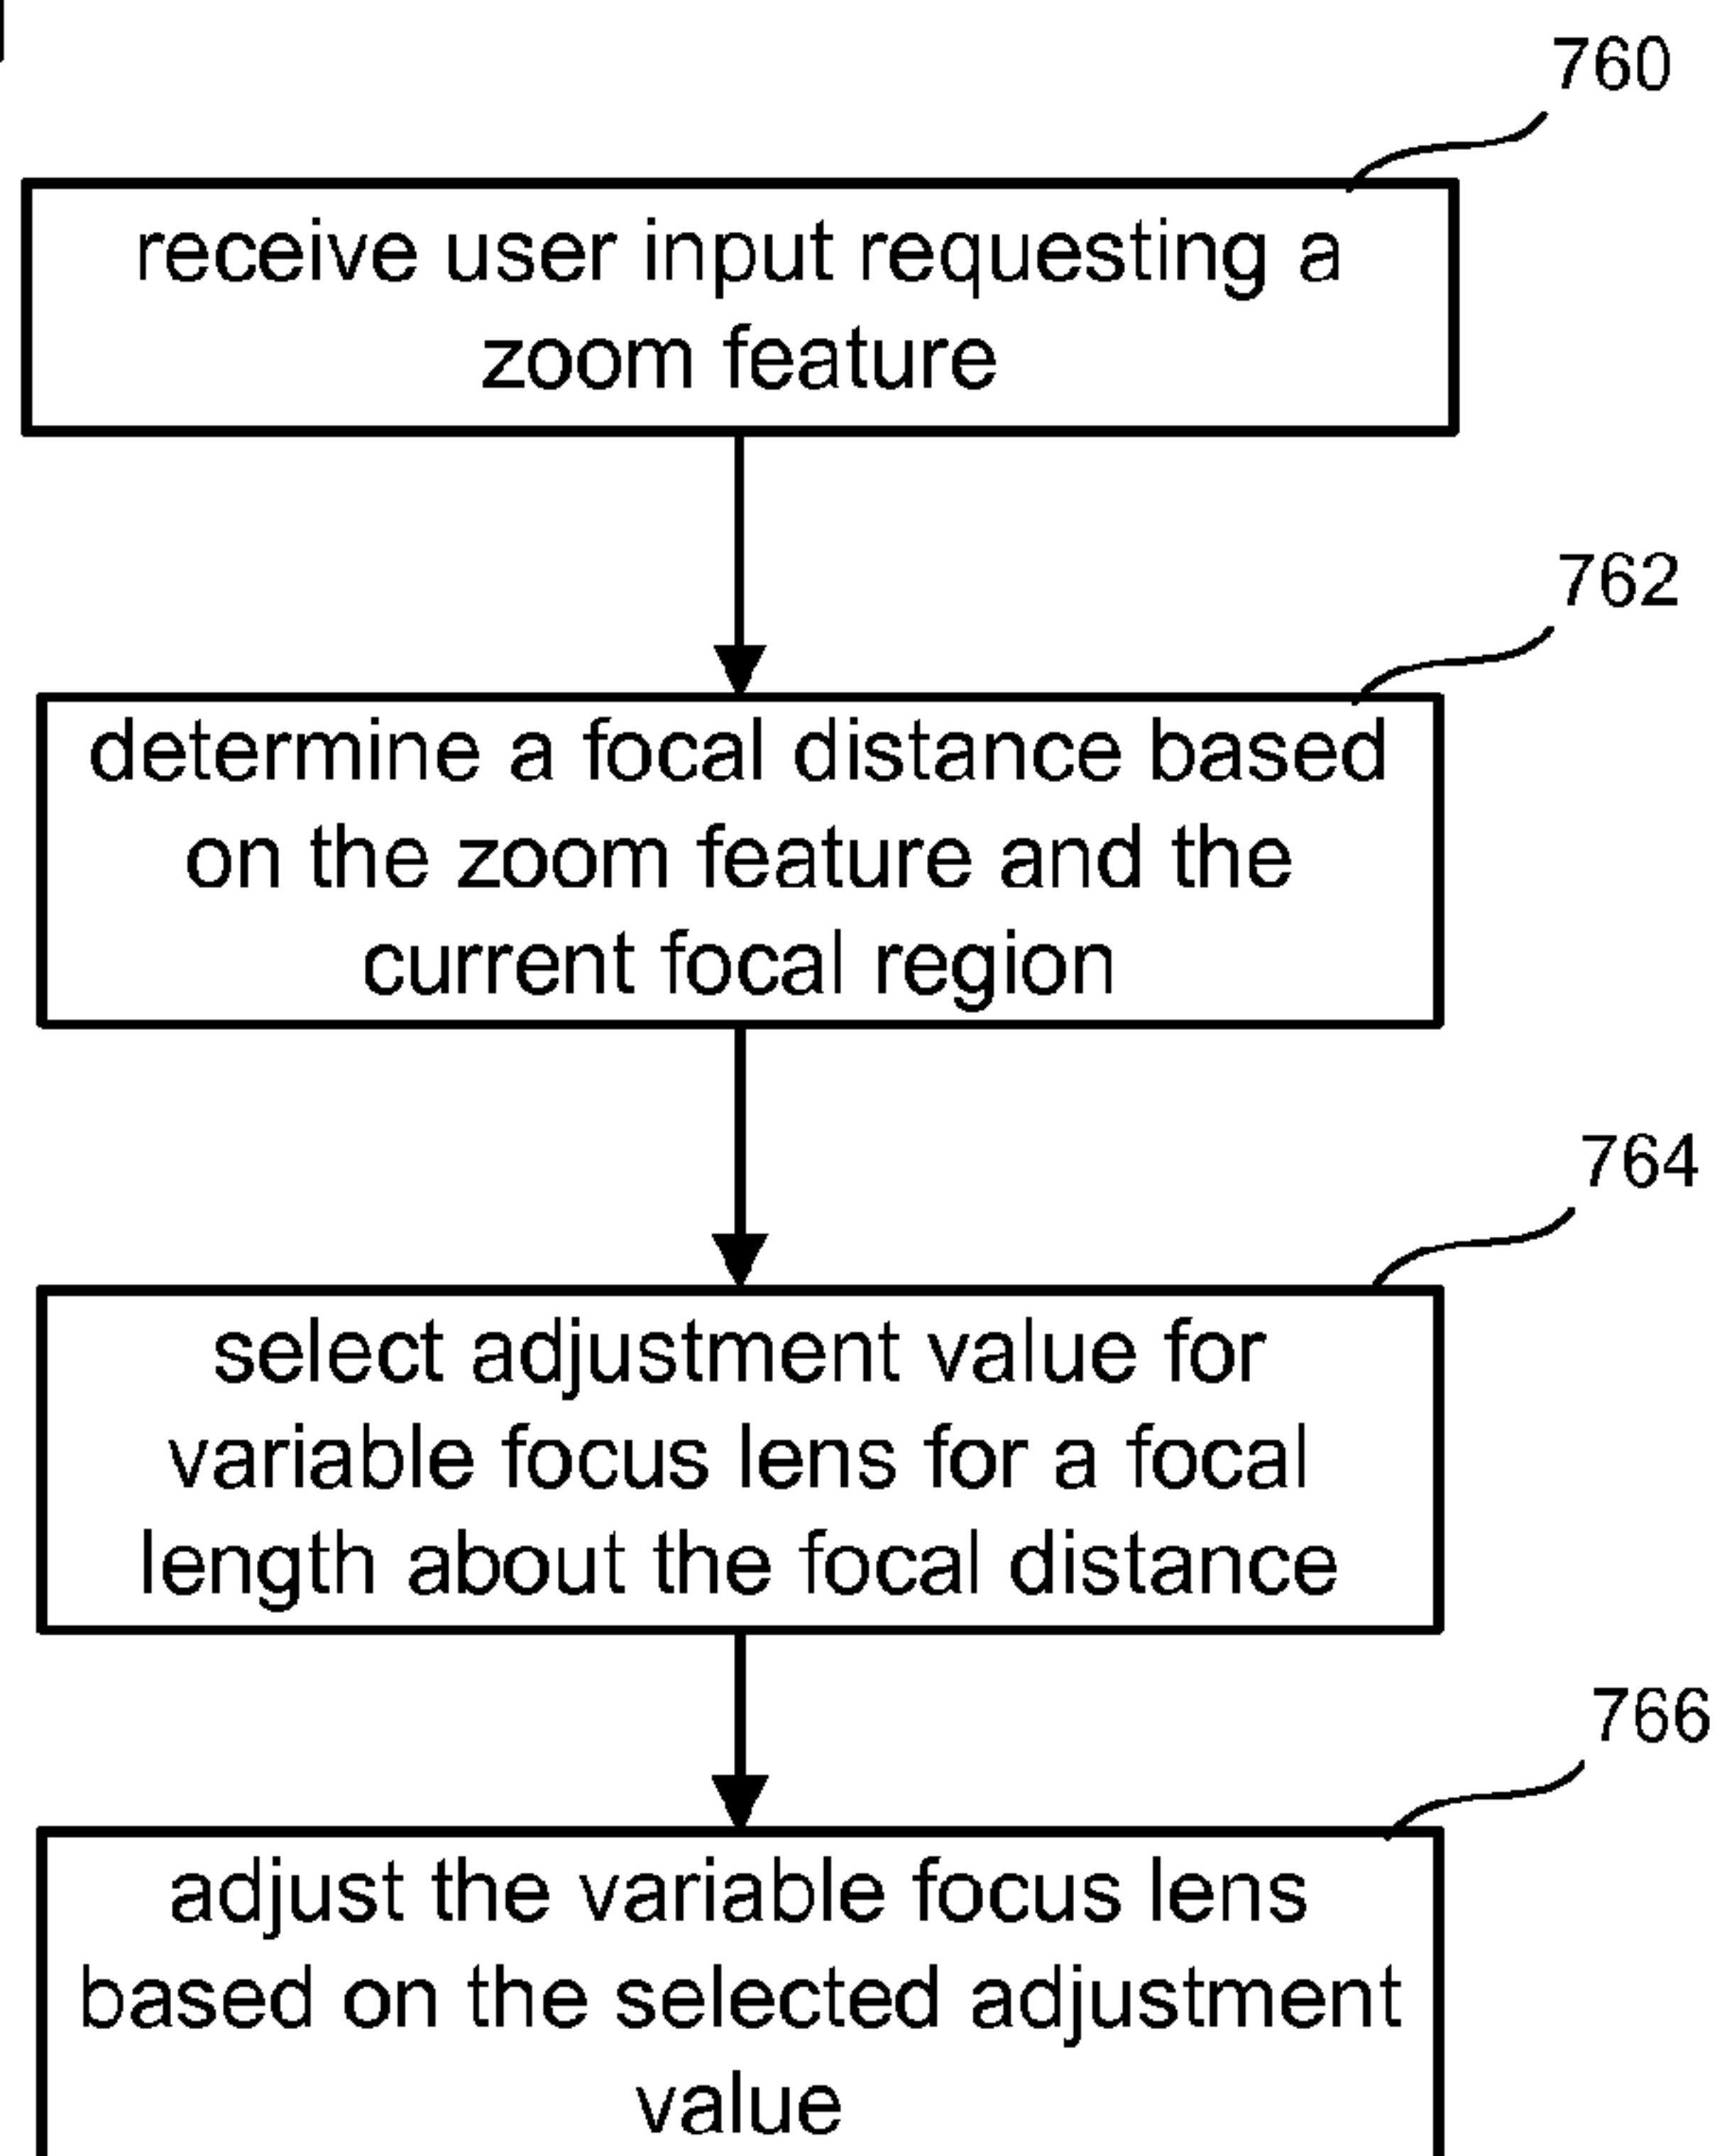 760
receive user input requesting a
zoom feature
762
determine a focal distance based
on the zoom feature and the
current focal region
764
select adjustment value for
variable focus lens for a focal
length about the focal distance
766
adjust the variable focus lens
based on the selected adjustment
value